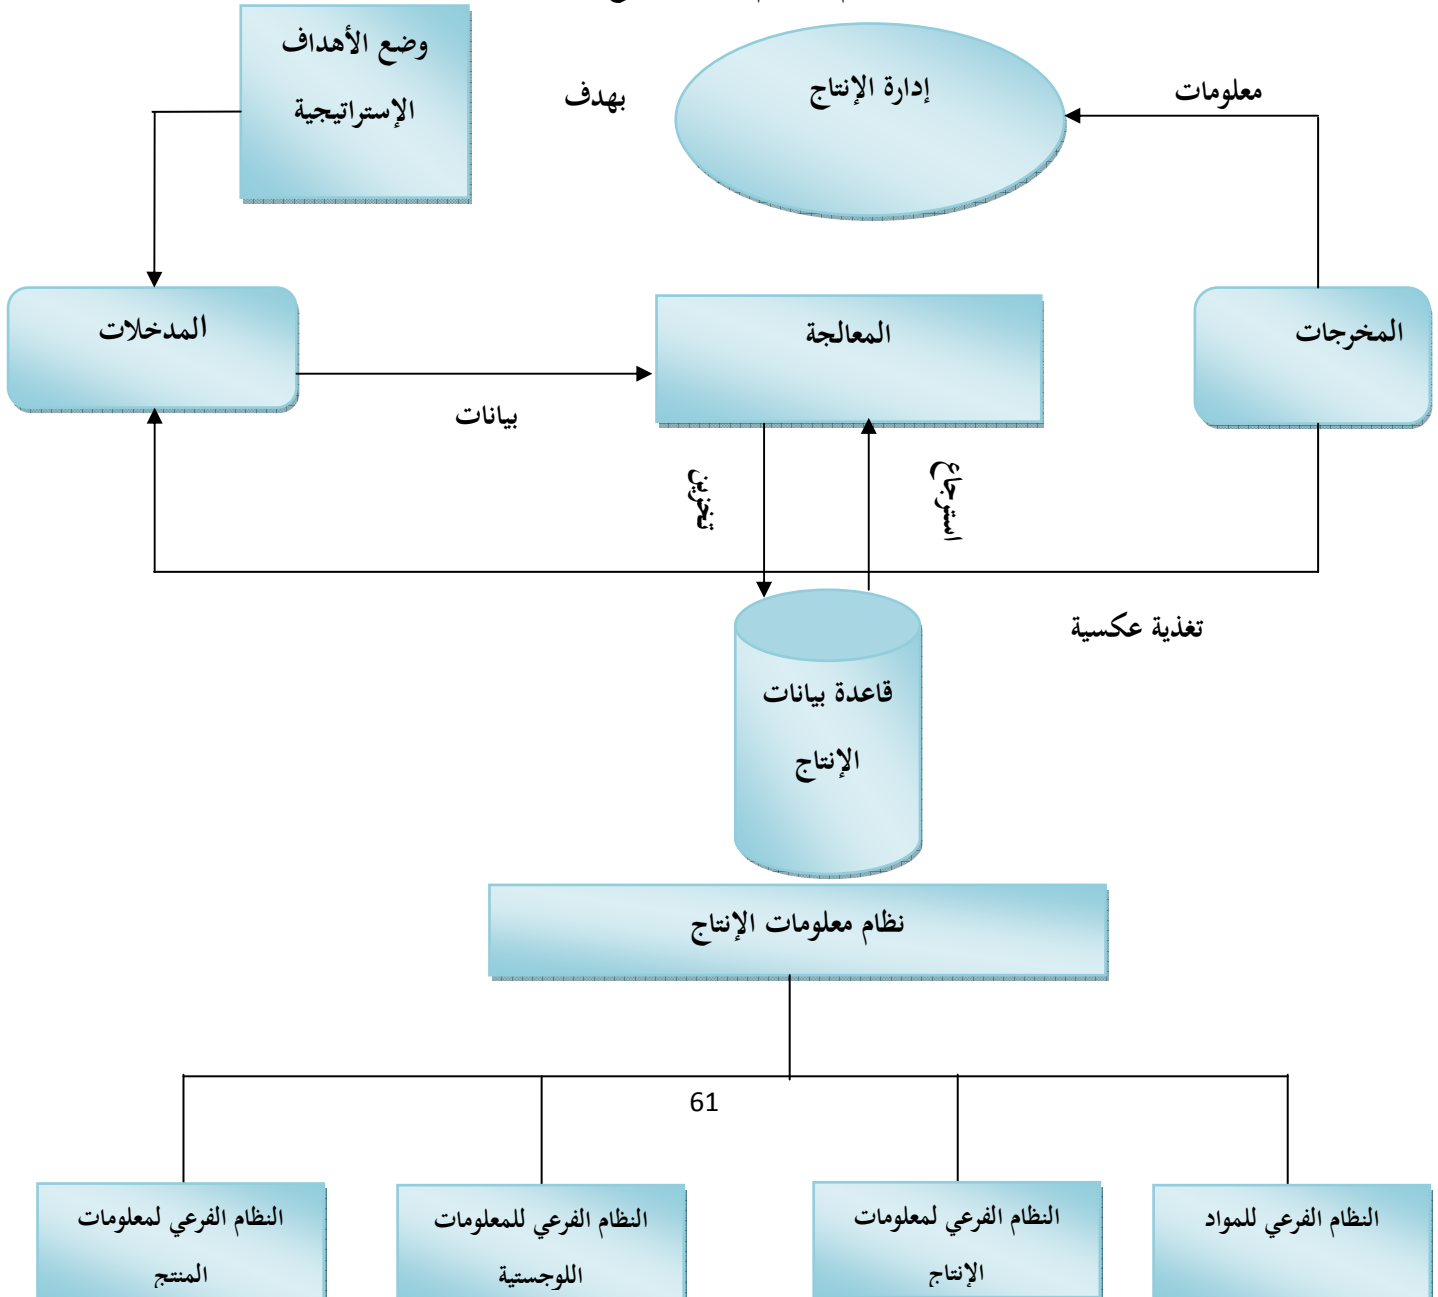 وضع الأهداف
الإستراتيجية
بهدف
إدارة الإنتاج
معلومات
المدخلات
المعالجة
المخرجات
بيانات
تخزين
استرجاع
تغذية عكسية
قاعدة بيانات
الإنتاج
نظام معلومات الإنتاج
61
النظام الفرعي للمواد
النظام الفرعي لمعلومات
الإنتاج
النظام الفرعي للمعلومات
اللوجستية
النظام الفرعي لمعلومات
المنتج